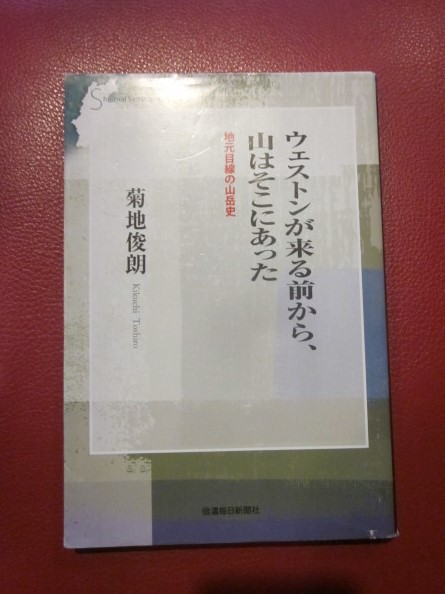 ウェストンが来る前から、
山はそこにあった
地元目線の山岳史
菊地俊朗
Kikuchi Toshiro
信濃毎日新聞社